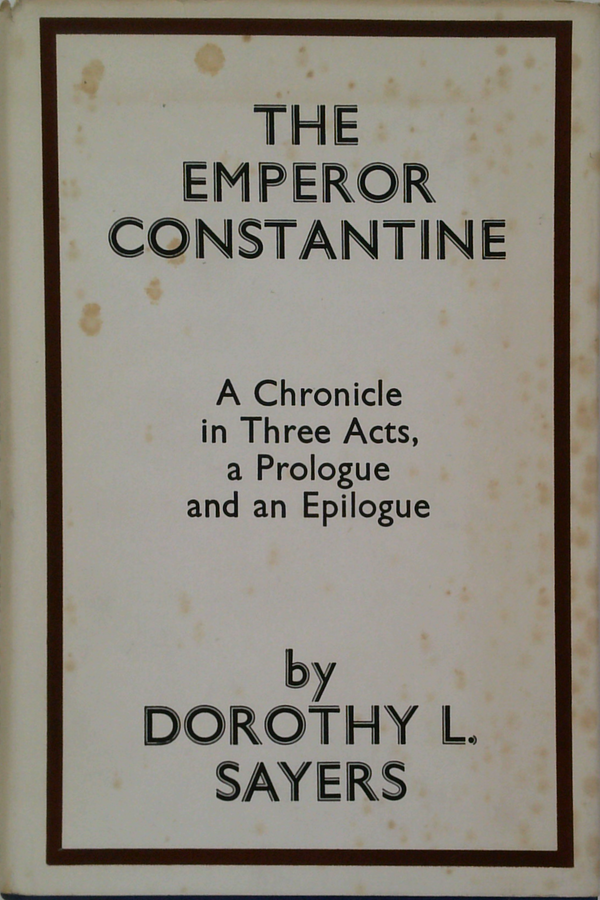 THE
EMPEROR
CONSTANTINE
A Chronicle
in Three Acts,
a Prologue
and an Epilogue
by
DOROTHY L.
SAYERS